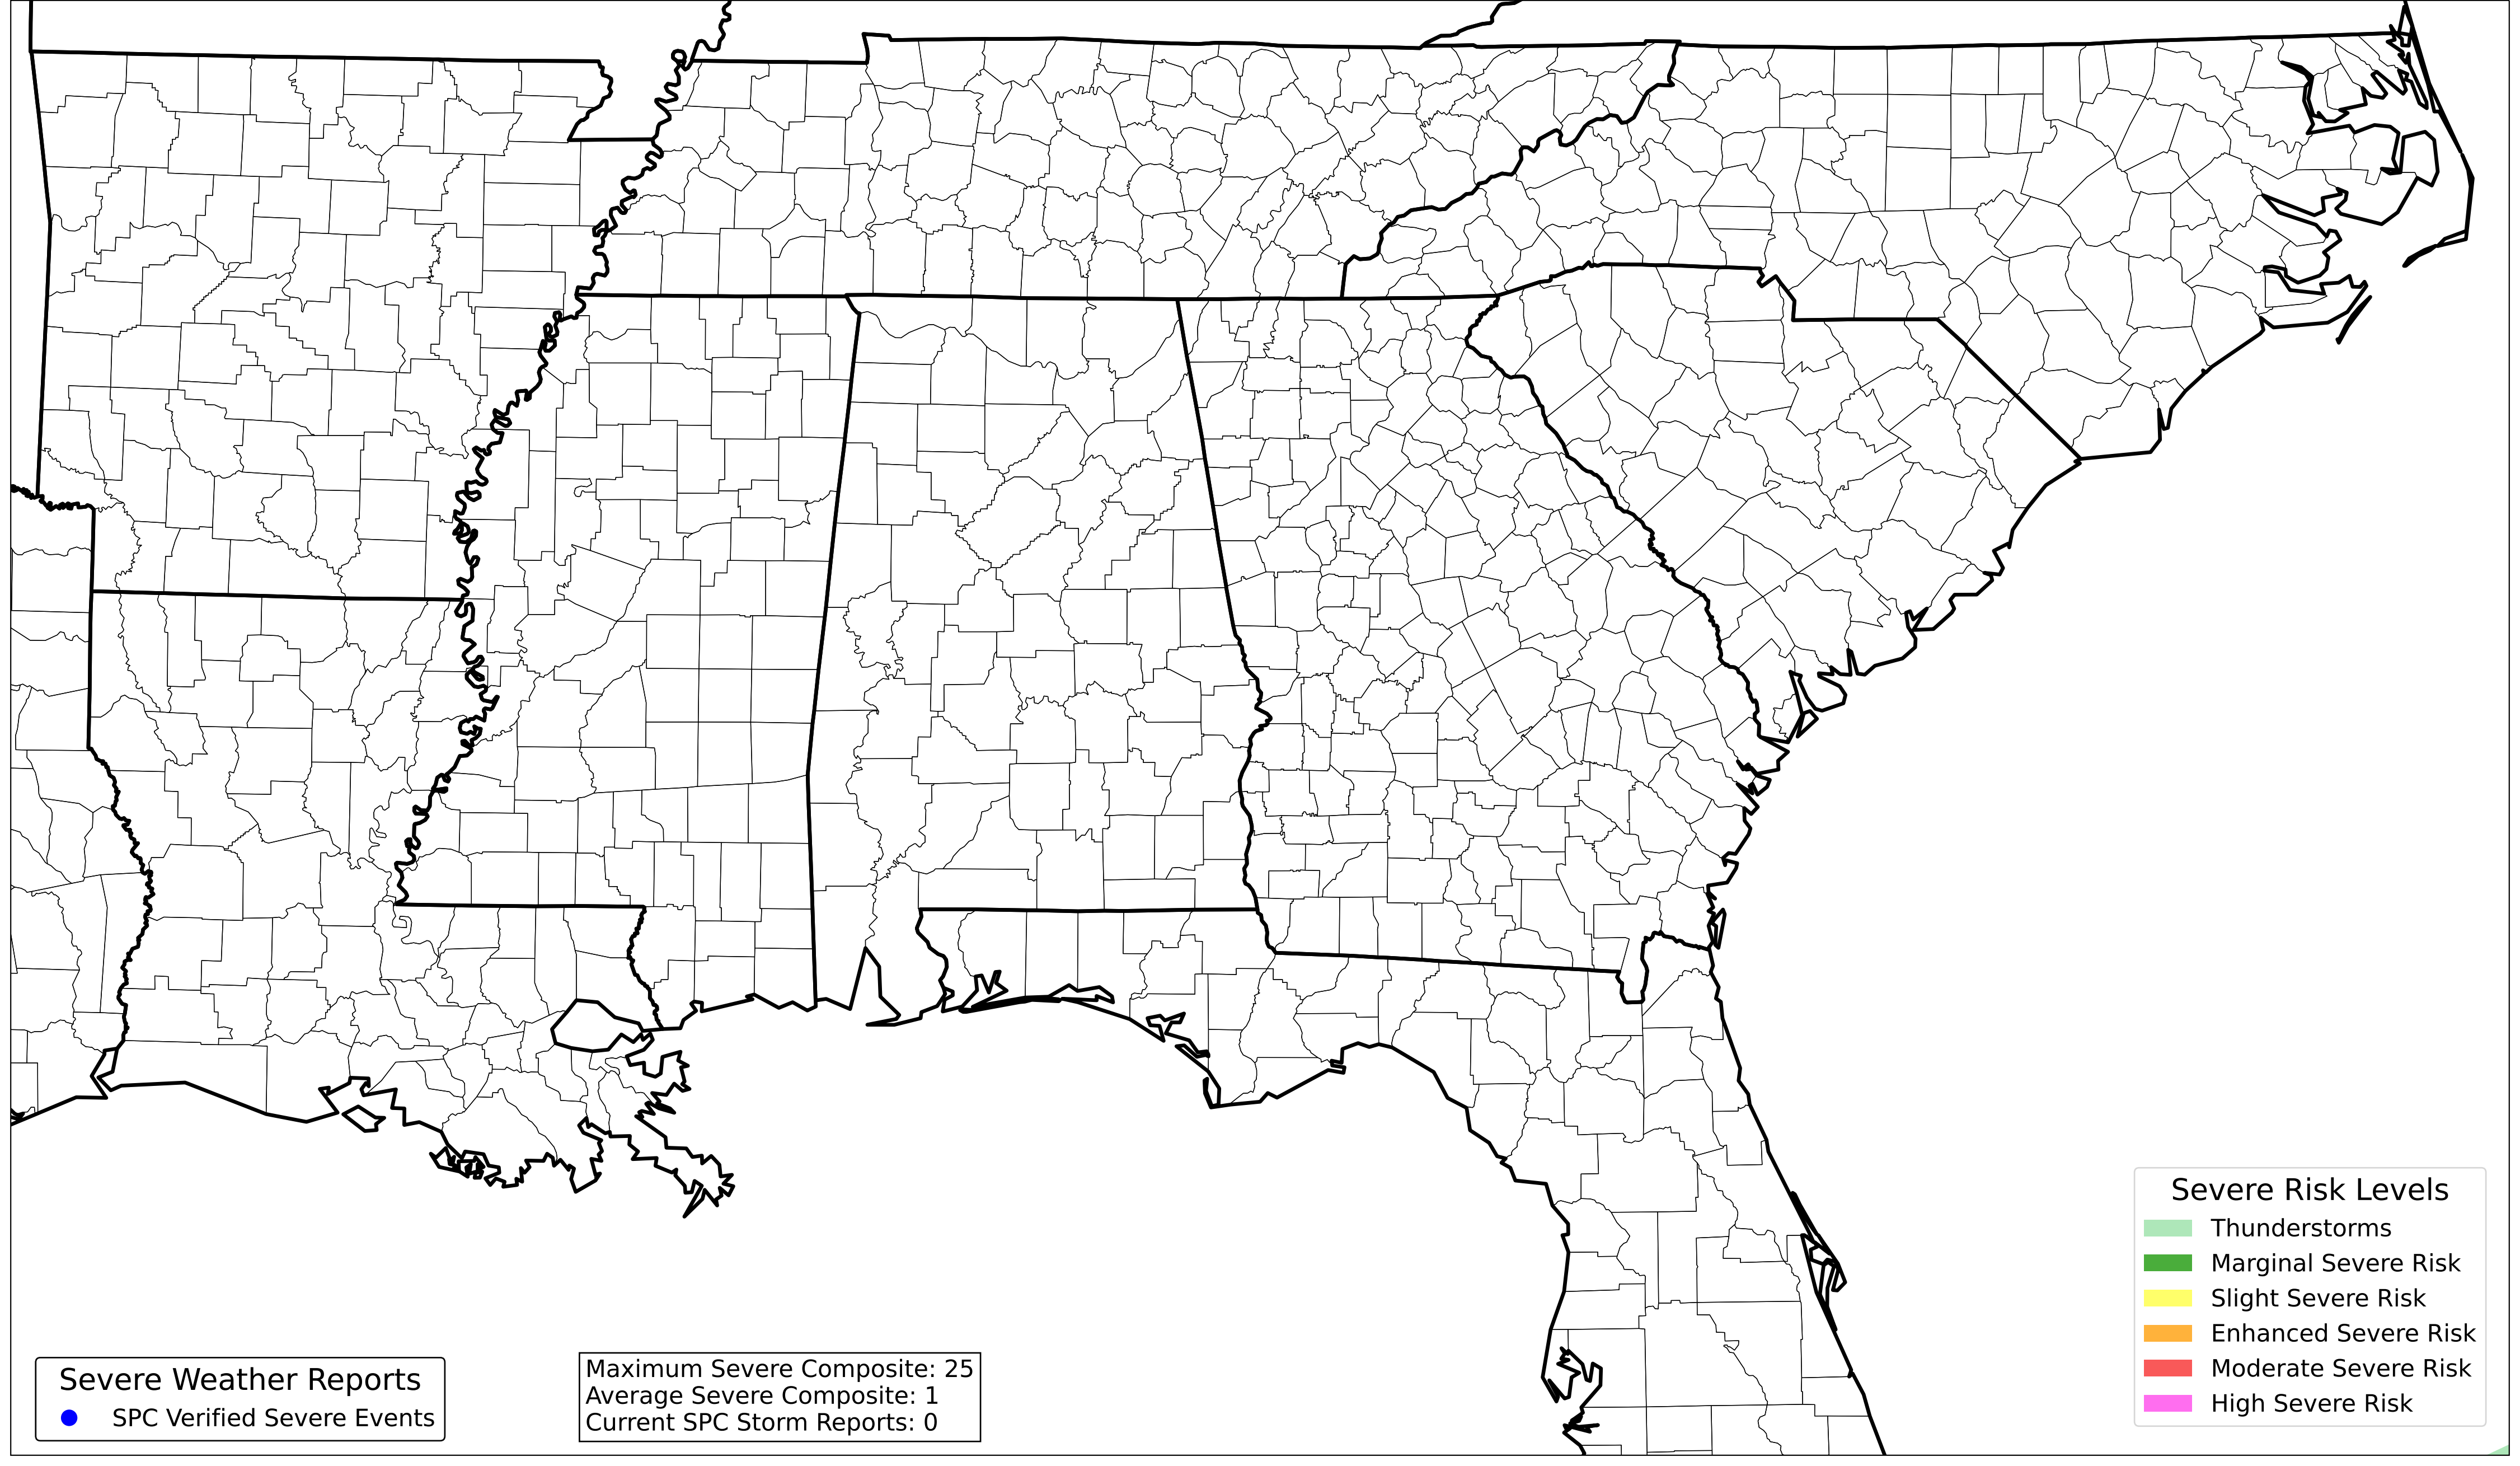 Severe Risk Levels
Thunderstorms
Marginal Severe Risk
Slight Severe Risk
Enhanced Severe Risk
Moderate Severe Risk
High Severe Risk
Severe Weather Reports
SPC Verified Severe Events
Maximum Severe Composite: 25
Average Severe Composite: 1
Current SPC Storm Reports: 0